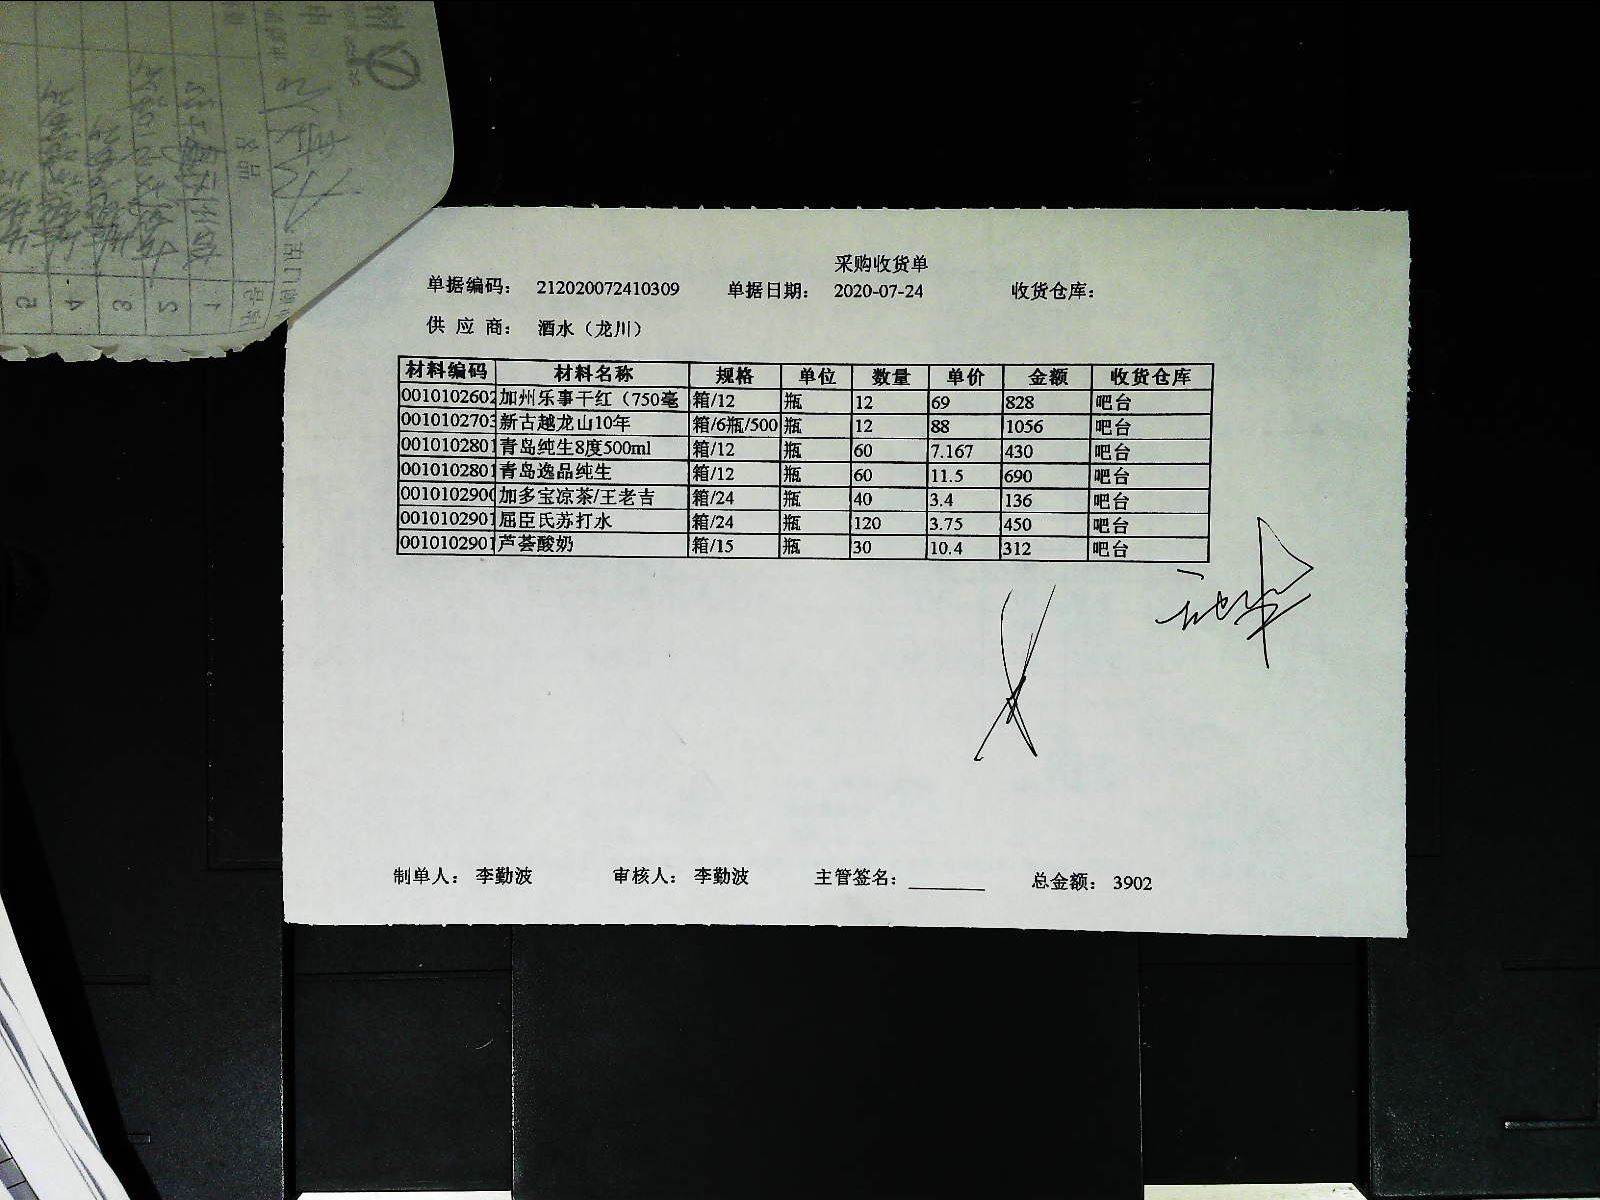 采购收货单
单据编码： 212020072410309 单据日期： 2020-07-24 收货仓库：
供 应 商： 酒水（龙川）
材料编码 材料名称 规格 单位 数量 单价 金额 收货仓库
0010102602 加州乐事干红（750毫 箱/12 瓶 12 69 828 吧台
0010102703 新古越龙山10年 箱/6瓶/500 瓶 12 88 1056 吧台
0010102801 青岛纯生8度500ml 箱/12 瓶 60 7.167 430 吧台
0010102801 青岛逸品纯生 箱/12 瓶 60 11.5 690 吧台
0010102900 加多宝凉茶/王老吉 箱/24 瓶 40 3.4 136 吧台
0010102901 屈臣氏苏打水 箱/24 瓶 120 3.75 450 吧台
0010102901 芦荟酸奶 箱/15 瓶 30 10.4 312 吧台
制单人： 李勤波 审核人： 李勤波 主管签名： 总金额： 3902